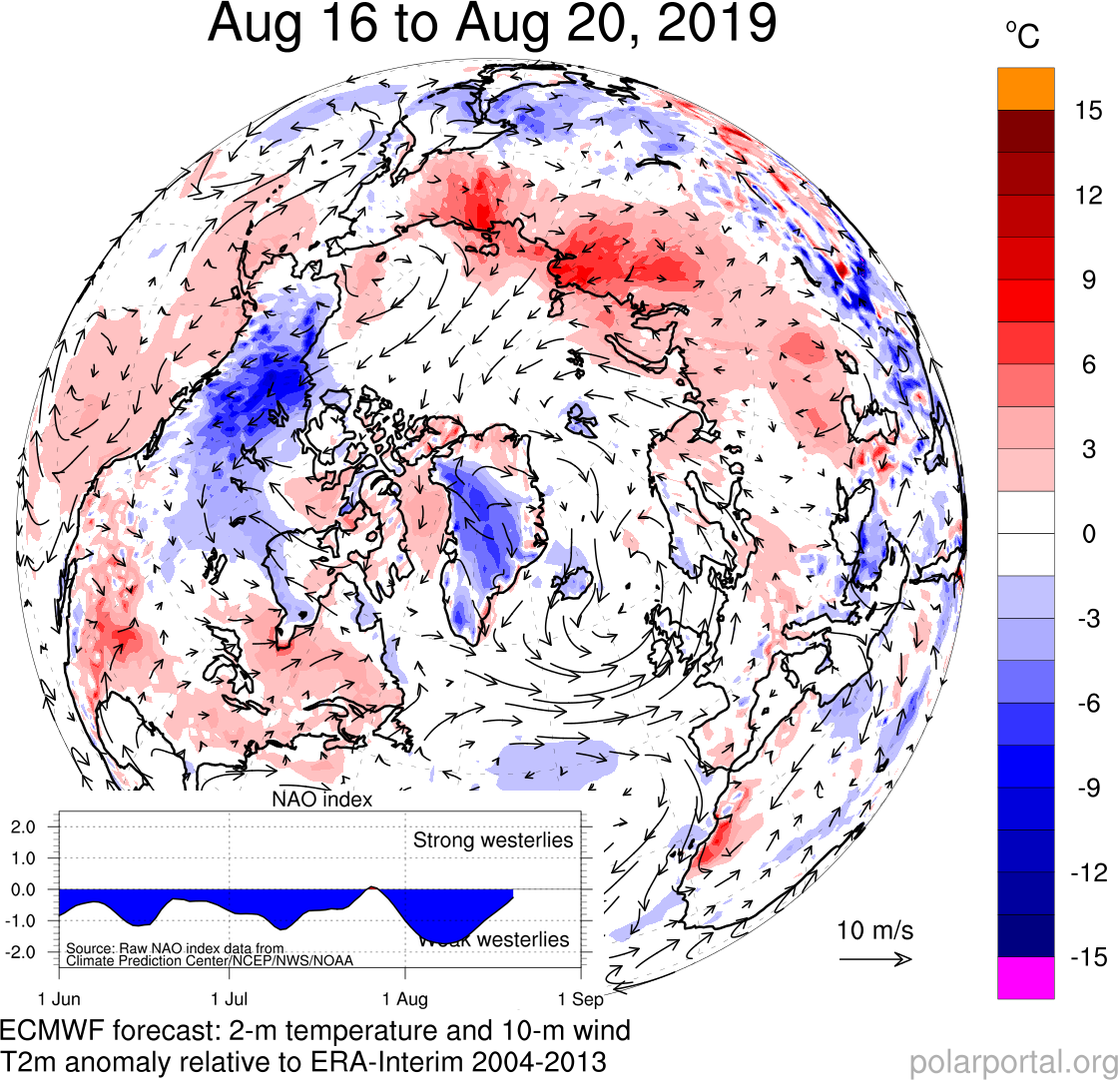 Aug 16 to Aug 20, 2019
oC
15
12
9
6
3
0
-3
-6
-9
-12
-15
10 m/s
NAO index
2.0
1.0
0.0
-1.0
-2.0
Strong westerlies
Weak westerlies
Source: Raw NAO index data from
Climate Prediction Center/NCEP/NWS/NOAA
1 Jun
1 Jul
1 Aug
1 Sep
ECMWF forecast: 2-m temperature and 10-m wind
T2m anomaly relative to ERA-Interim 2004-2013
polarportal.org